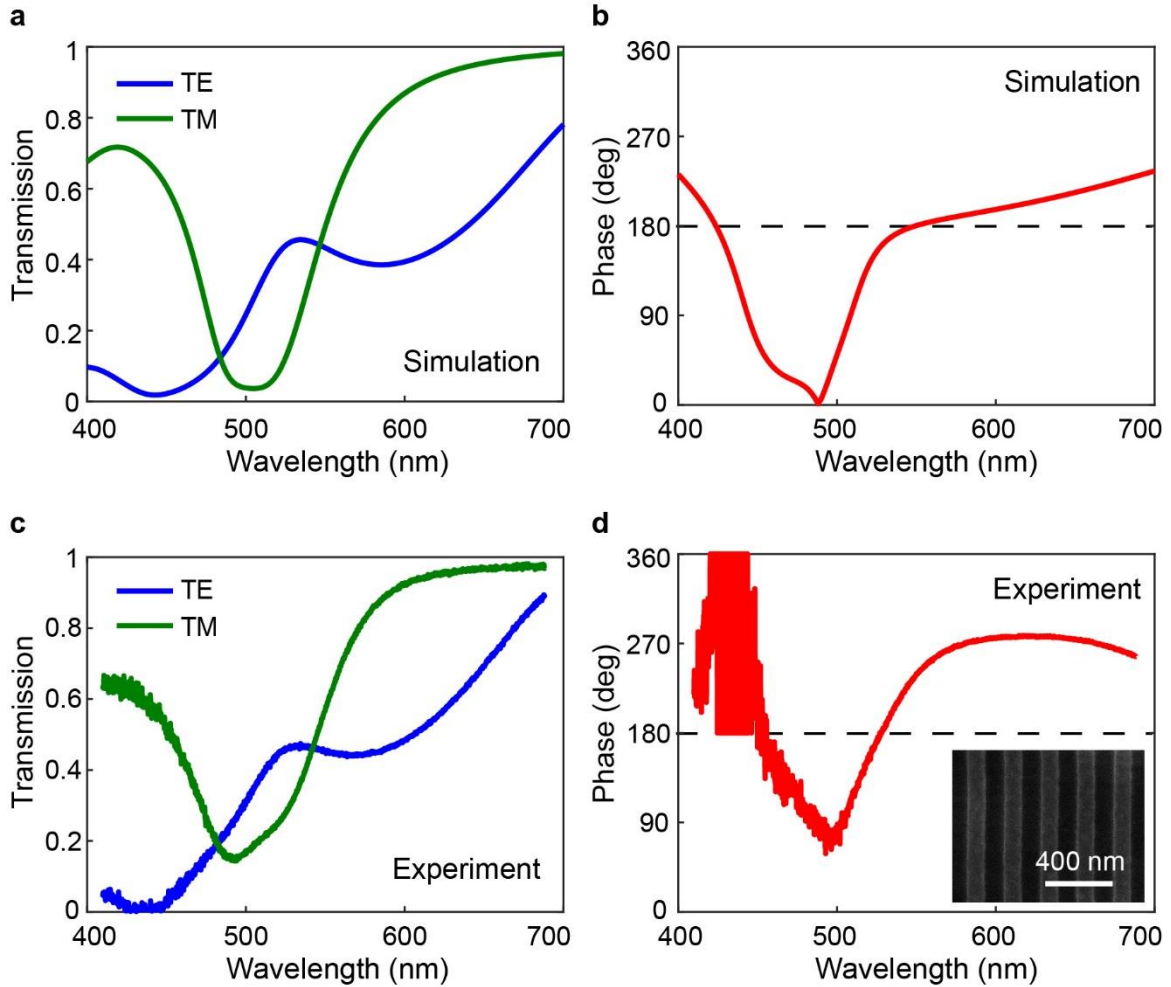 a
1
0.8
0.6
0.4
0.2
0
Transmission
TE
TM
Simulation
400 500 600 700
Wavelength (nm)
b
360
270
180
90
0
Phase (deg)
Simulation
400 500 600 700
Wavelength (nm)
c
1
0.8
0.6
0.4
0.2
0
Transmission
TE
TM
Experiment
400 500 600 700
Wavelength (nm)
d
360
270
180
90
0
Phase (deg)
Experiment
400 nm
400 500 600 700
Wavelength (nm)